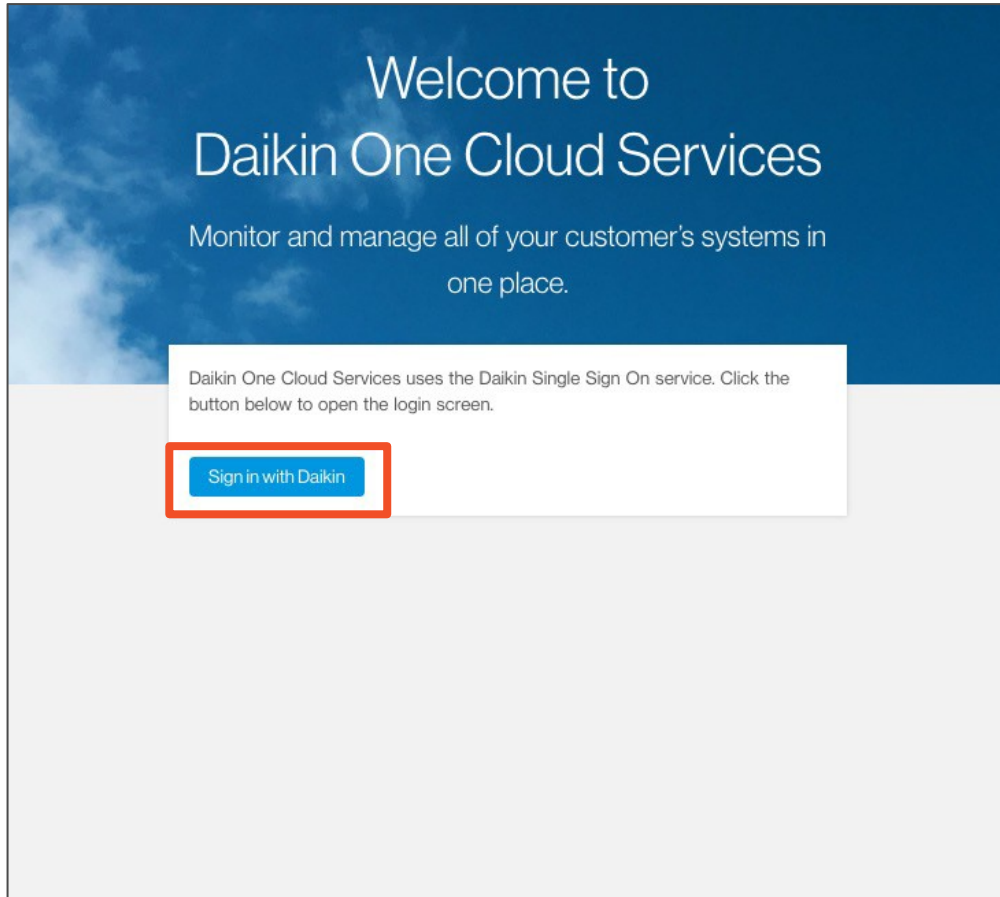 Welcome to
Daikin One Cloud Services
Monitor and manage all of your customer’s systems in
one place.
Daikin One Cloud Services uses the Daikin Single Sign On service. Click the
button below to open the login screen.
Sign in with Daikin